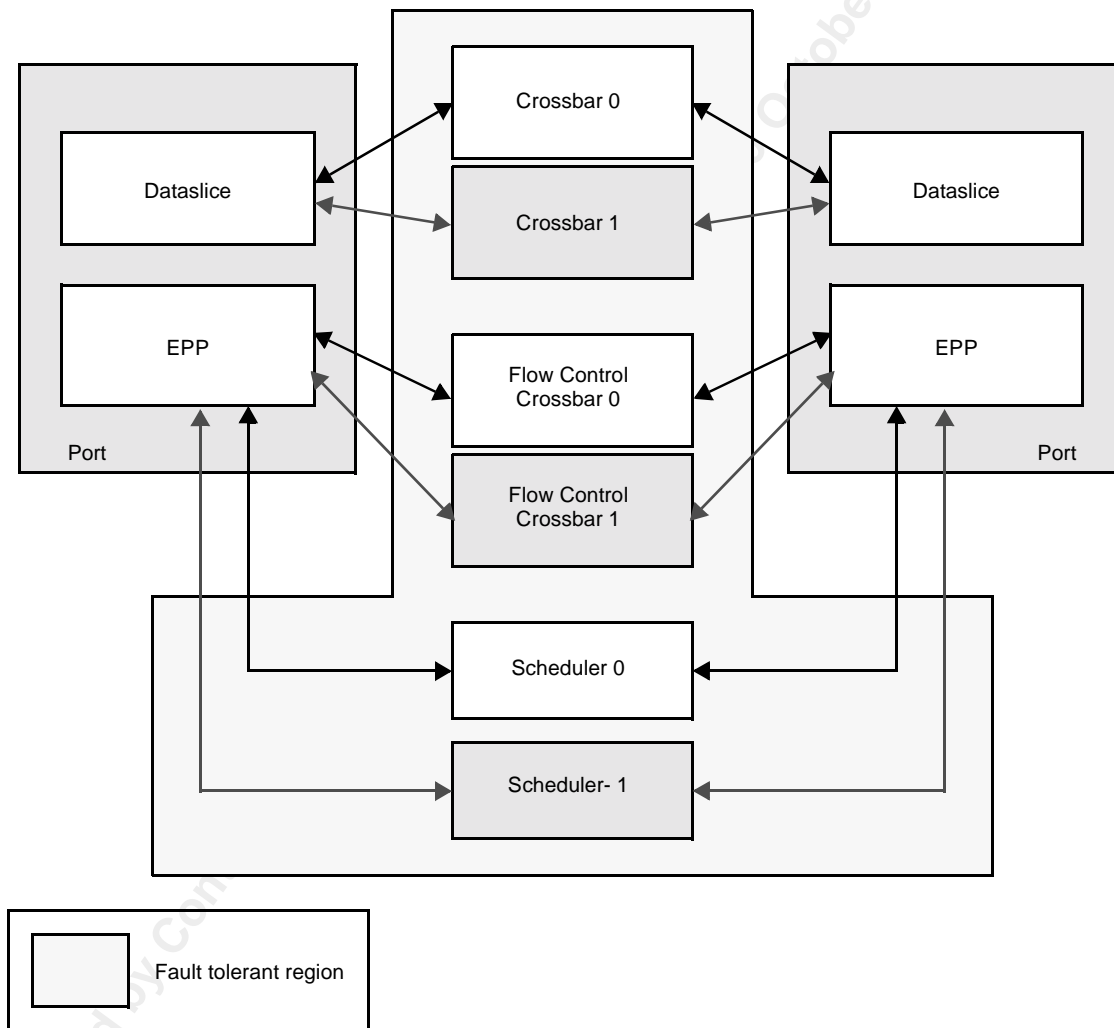 Crossbar 0
Dataslice
Dataslice
Crossbar 1
EPP
EPP
Flow Control
Crossbar 0
Port
Port
Flow Control
Crossbar 1
Scheduler 0
Scheduler- 1
Fault tolerant region